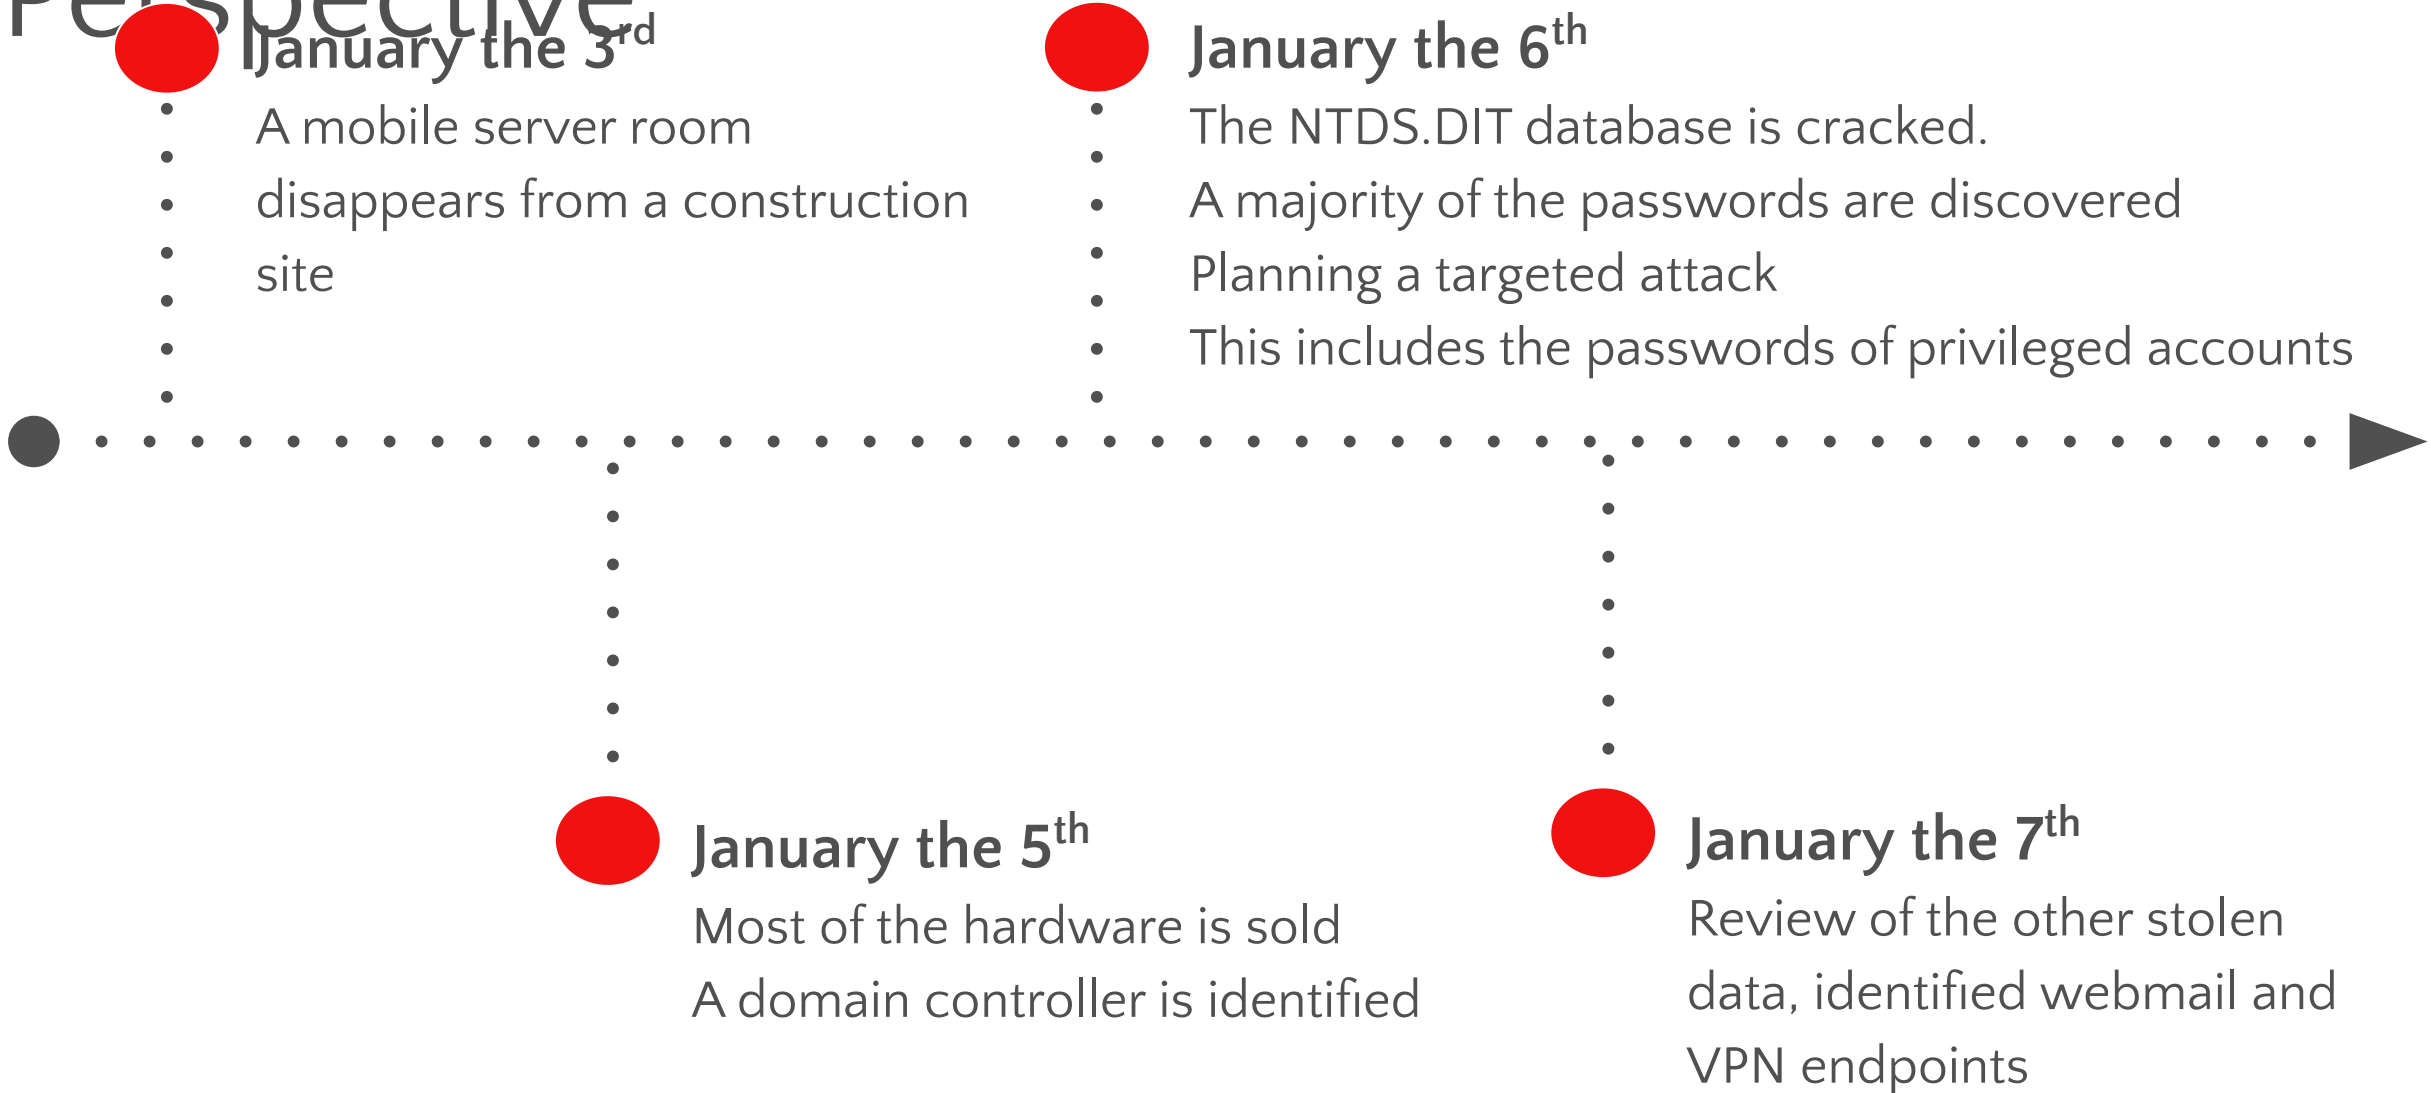 Perspective
January the 3rd
A mobile server room
disappears from a construction
site
January the 6th
The NTDS.DIT database is cracked.
A majority of the passwords are discovered
Planning a targeted attack
This includes the passwords of privileged accounts
January the 5th
Most of the hardware is sold
A domain controller is identified
January the 7th
Review of the other stolen
data, identified webmail and
VPN endpoints